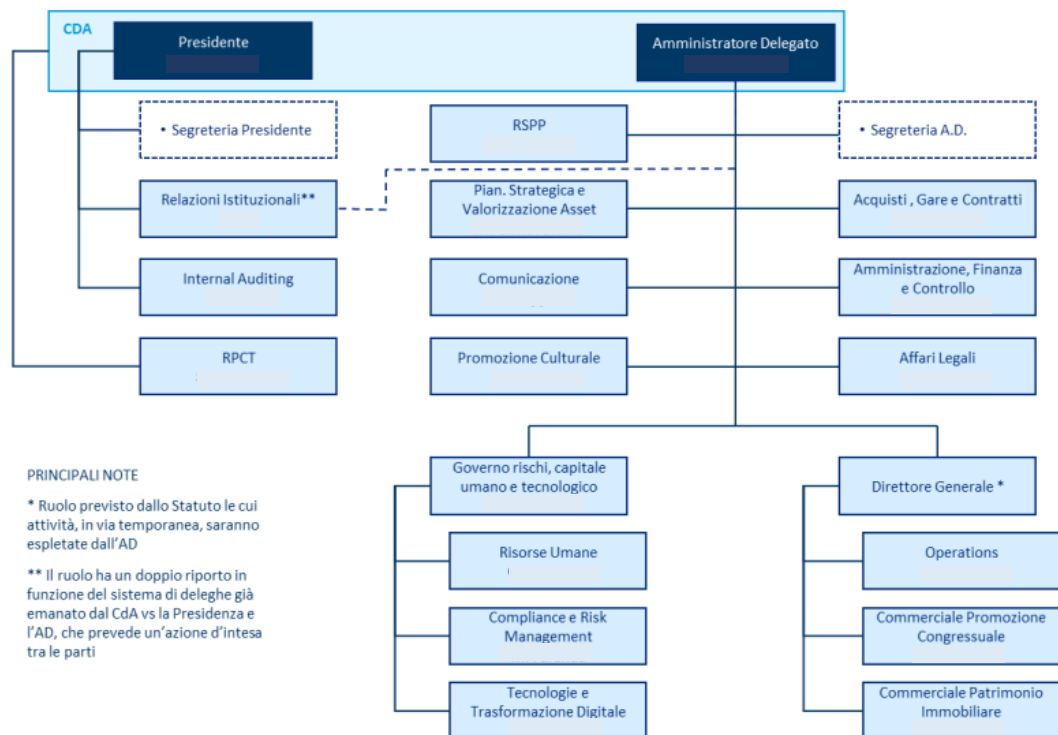 CDA
Presidente
Amministratore Delegato
• Segreteria Presidente
RSPP
• Segreteria A.D.
Relazioni Istituzionali**
Pian. Strategica e
Valorizzazione Asset
Acquisti , Gare e Contratti
Internal Auditing
Comunicazione
Amministrazione, Finanza
e Controllo
RPCT
Promozione Culturale
Affari Legali
Governo rischi, capitale
umano e tecnologico
Direttore Generale *
Risorse Umane
Operations
Compliance e Risk
Management
Commerciale Promozione
Congressuale
Tecnologie e
Trasformazione Digitale
Commerciale Patrimonio
Immobiliare
PRINCIPALI NOTE
* Ruolo previsto dallo Statuto le cui
attività, in via temporanea, saranno
espletate dall'AD
** Il ruolo ha un doppio riporto in
funzione del sistema di deleghe già
emanato dal CdA vs la Presidenza e
l'AD, che prevede un'azione d'intesa
tra le parti